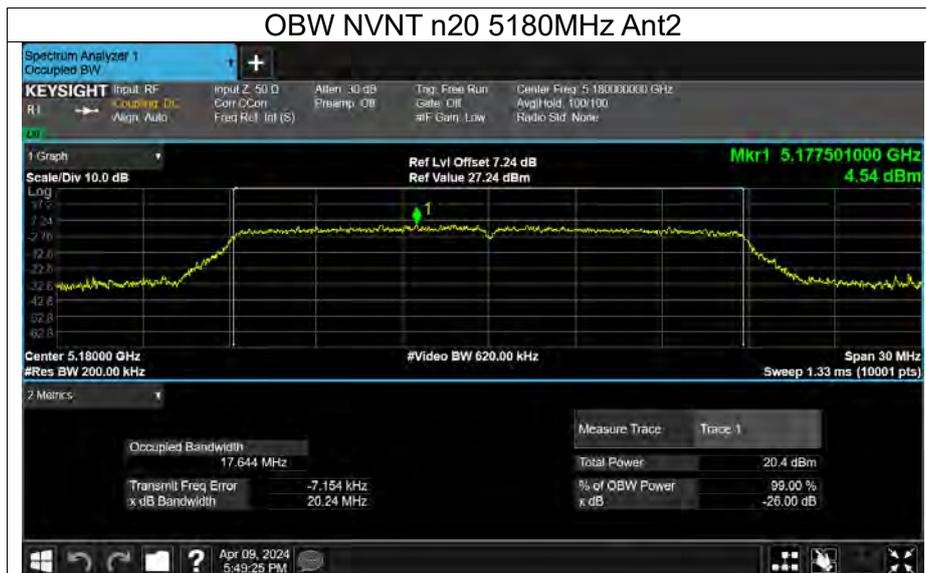 OBW NVNT n20 5180MHz Ant2
Spectrum Analyzer 1
Occupied BW
KEYSIGHT Input: RF Input Z: 50 Ω Atten: 30 dB Trig: Free Run Center Freq: 5.180000000 GHz
Coupling: DC Corr CCorr Preamp: Off Gate: Off Avg|Hold: 100/100
Align: Auto Freq Ref: Int (S) #IF Gain: Low Radio Std: None
1 Graph Ref Lvl Offset 7.24 dB Mkr1 5.177501000 GHz
Scale/Div 10.0 dB Ref Value 27.24 dBm 4.54 dBm
Log
17.2
7.24
1
-2.76
-12.8
-22.8
-32.8
-42.8
-52.8
-62.8
Center 5.18000 GHz #Video BW 620.00 kHz Span 30 MHz
#Res BW 200.00 kHz Sweep 1.33 ms (10001 pts)
2 Metrics
Measure Trace Trace 1
Occupied Bandwidth
17.644 MHz Total Power 20.4 dBm
Transmit Freq Error -7.154 kHz % of OBW Power 99.00 %
x dB Bandwidth 20.24 MHz x dB -26.00 dB
? Apr 09, 2024
5:49:25 PM